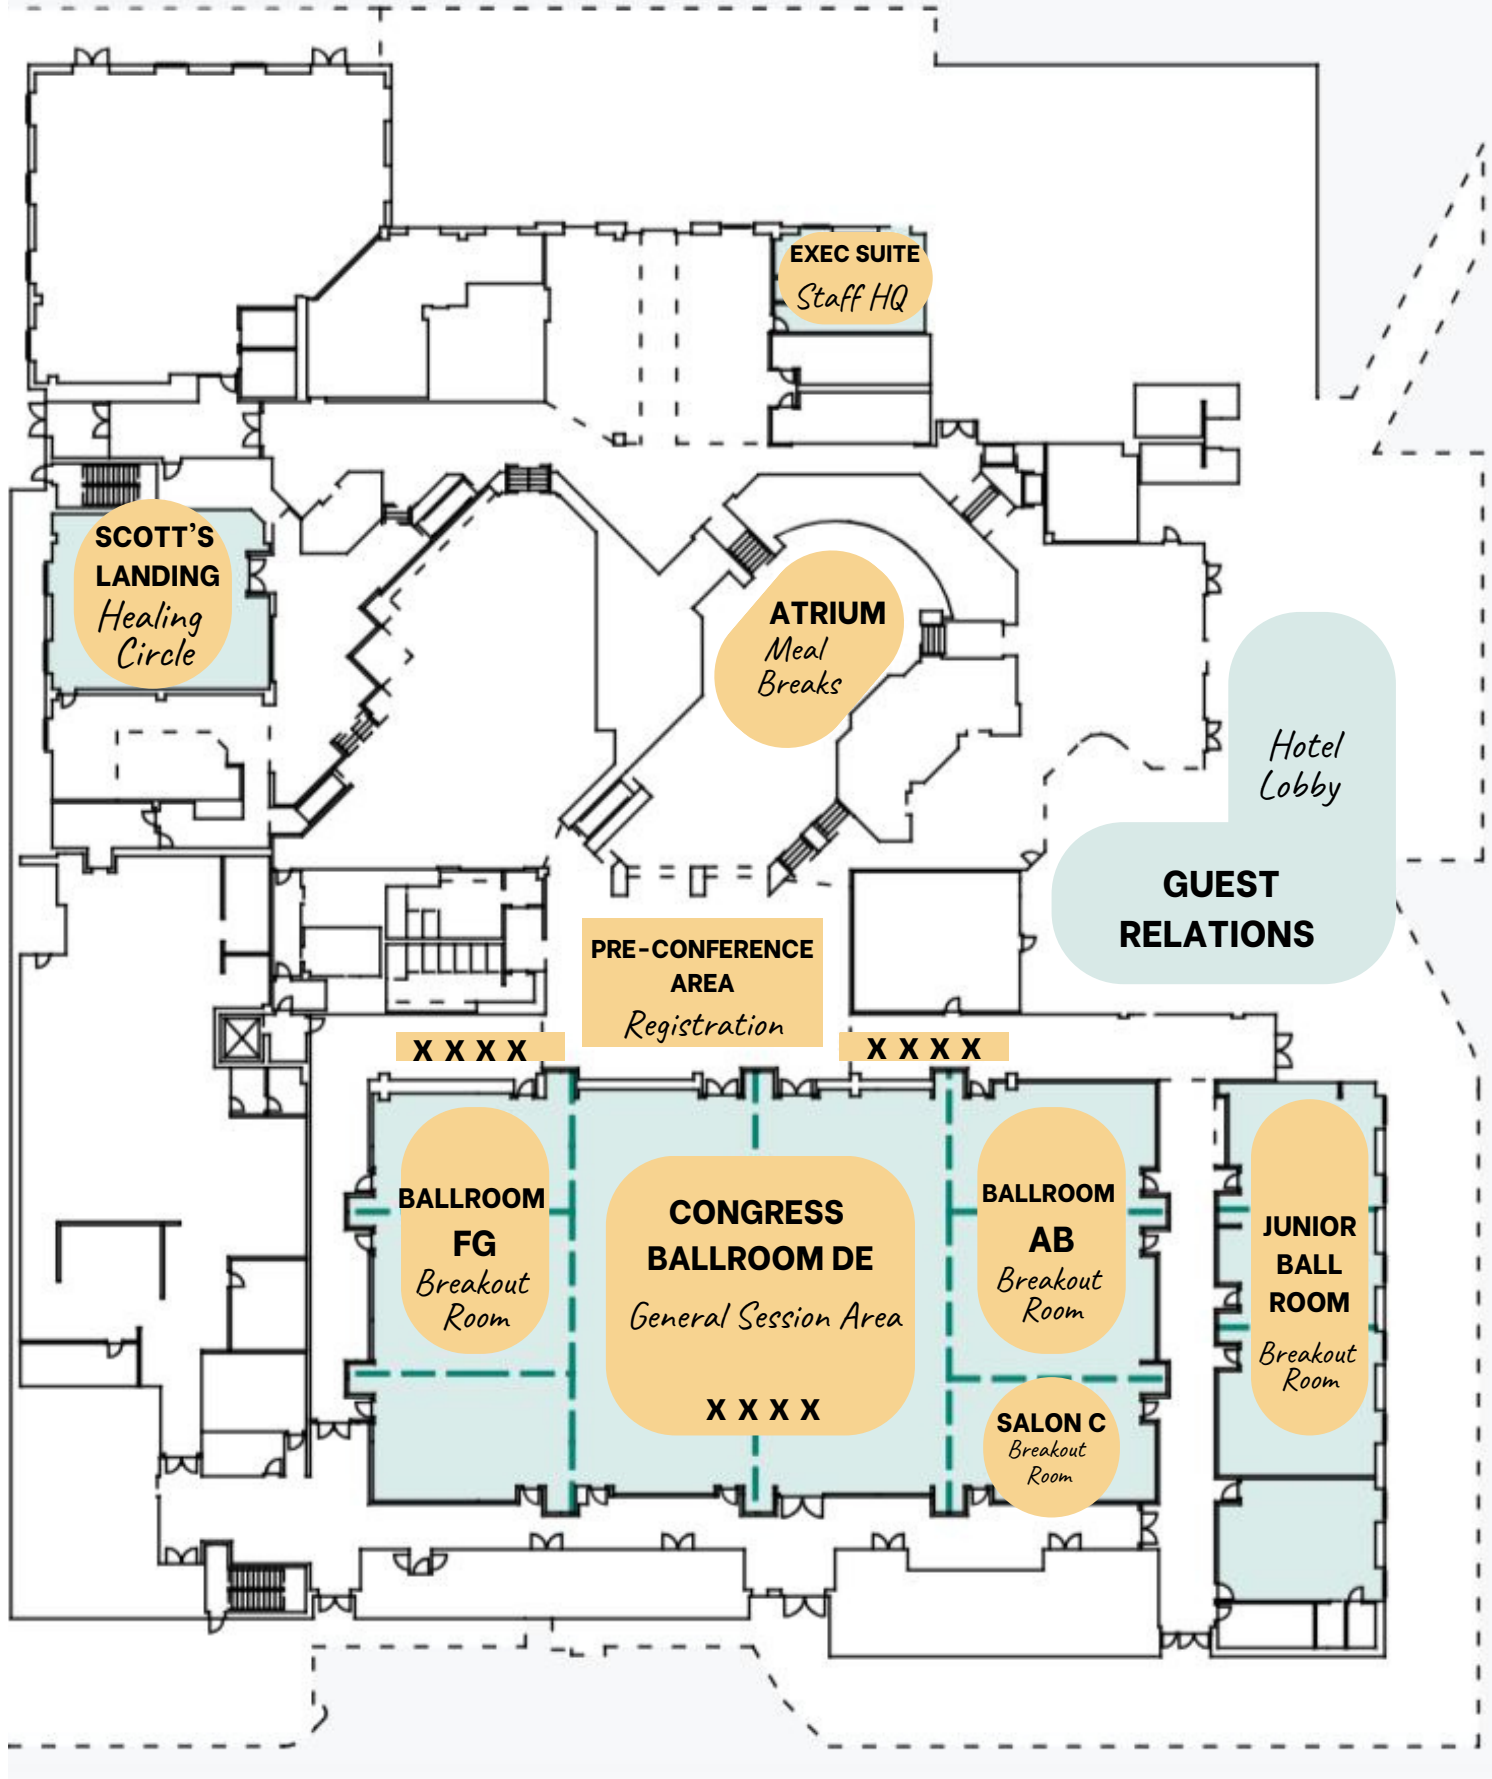 EXEC SUITE
Staff HQ
SCOTT'S
LANDING
Healing
Circle
ATRIUM
Meal
Breaks
Hotel
Lobby
GUEST
RELATIONS
PRE-CONFERENCE
AREA
Registration
X X X X
X X X X
BALLROOM
FG
Breakout
Room
CONGRESS
BALLROOM DE
General Session Area
X X X X
BALLROOM
AB
Breakout
Room
SALON C
Breakout
Room
JUNIOR
BALL
ROOM
Breakout
Room